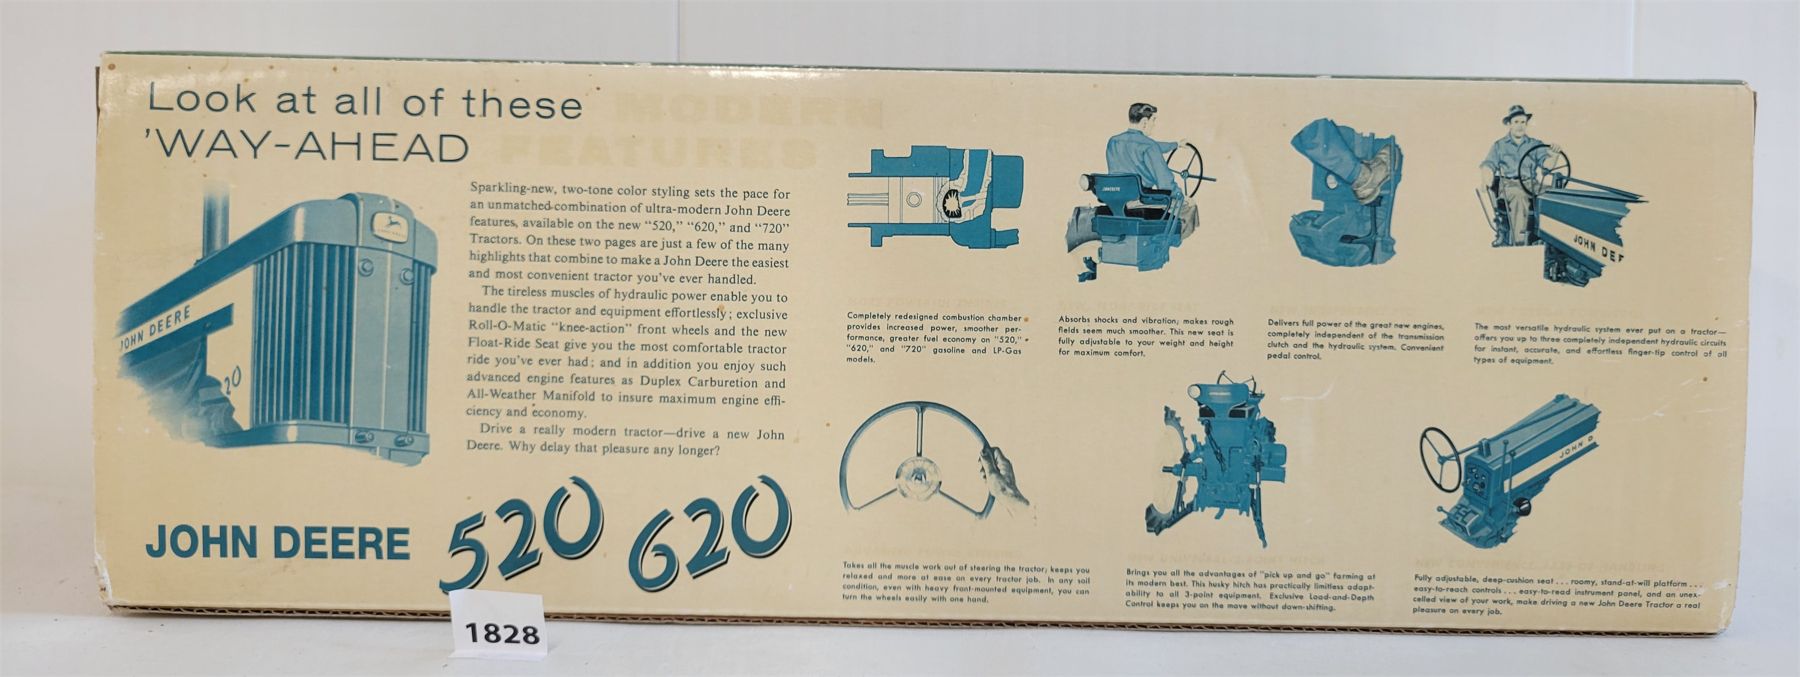 Look at all of these
'WAY-AHEAD
MODERN
FEATURES
Sparkling-new, two-tone color styling sets the pace for
an unmatched combination of ultra-modern John Deere
features, available on the new "520," "620," and "720"
Tractors. On these two pages are just a few of the many
highlights that combine to make a John Deere the easiest
and most convenient tractor you've ever handled.
The tireless muscles of hydraulic power enable you to
handle the tractor and equipment effortlessly; exclusive
Roll-O-Matic "knee-action" front wheels and the new
Float-Ride Seat give you the most comfortable tractor
ride you've ever had; and in addition you enjoy such
advanced engine features as Duplex Carburetion and
All-Weather Manifold to insure maximum engine effi-
ciency and economy.
Drive a really modern tractor—drive a new John
Deere. Why delay that pleasure any longer?
JOHN DEERE
20
JOHN DEERE
520 620
JOHN DEERE
JOHN DEE
Completely redesigned combustion chamber
provides increased power, smoother per-
formance, greater fuel economy on "520,"
"620," and "720" gasoline and LP-Gas
models.
Absorbs shocks and vibration; makes rough
fields seem much smoother. This new seat is
fully adjustable to your weight and height
for maximum comfort.
Delivers full power of the great new engines,
completely independent of the transmission
clutch and the hydraulic system. Convenient
pedal control.
The most versatile hydraulic system ever put on a tractor—
offers you up to three completely independent hydraulic circuits
for instant, accurate, and effortless finger-tip control of all
types of equipment.
JOHN D
Takes all the muscle work out of steering the tractor; keeps you
relaxed and more at ease on every tractor job. In any soil
condition, even with heavy front-mounted equipment, you can
turn the wheels easily with one hand.
Brings you all the advantages of "pick up and go" farming at
its modern best. This husky hitch has practically limitless adapt-
ability to all 3-point equipment. Exclusive Load-and-Depth
Control keeps you on the move without down-shifting.
Fully adjustable, deep-cushion seat . . . roomy, stand-at-will platform . . .
easy-to-reach controls . . . easy-to-read instrument panel, and an unex-
celled view of your work, make driving a new John Deere Tractor a real
pleasure on every job.
1828